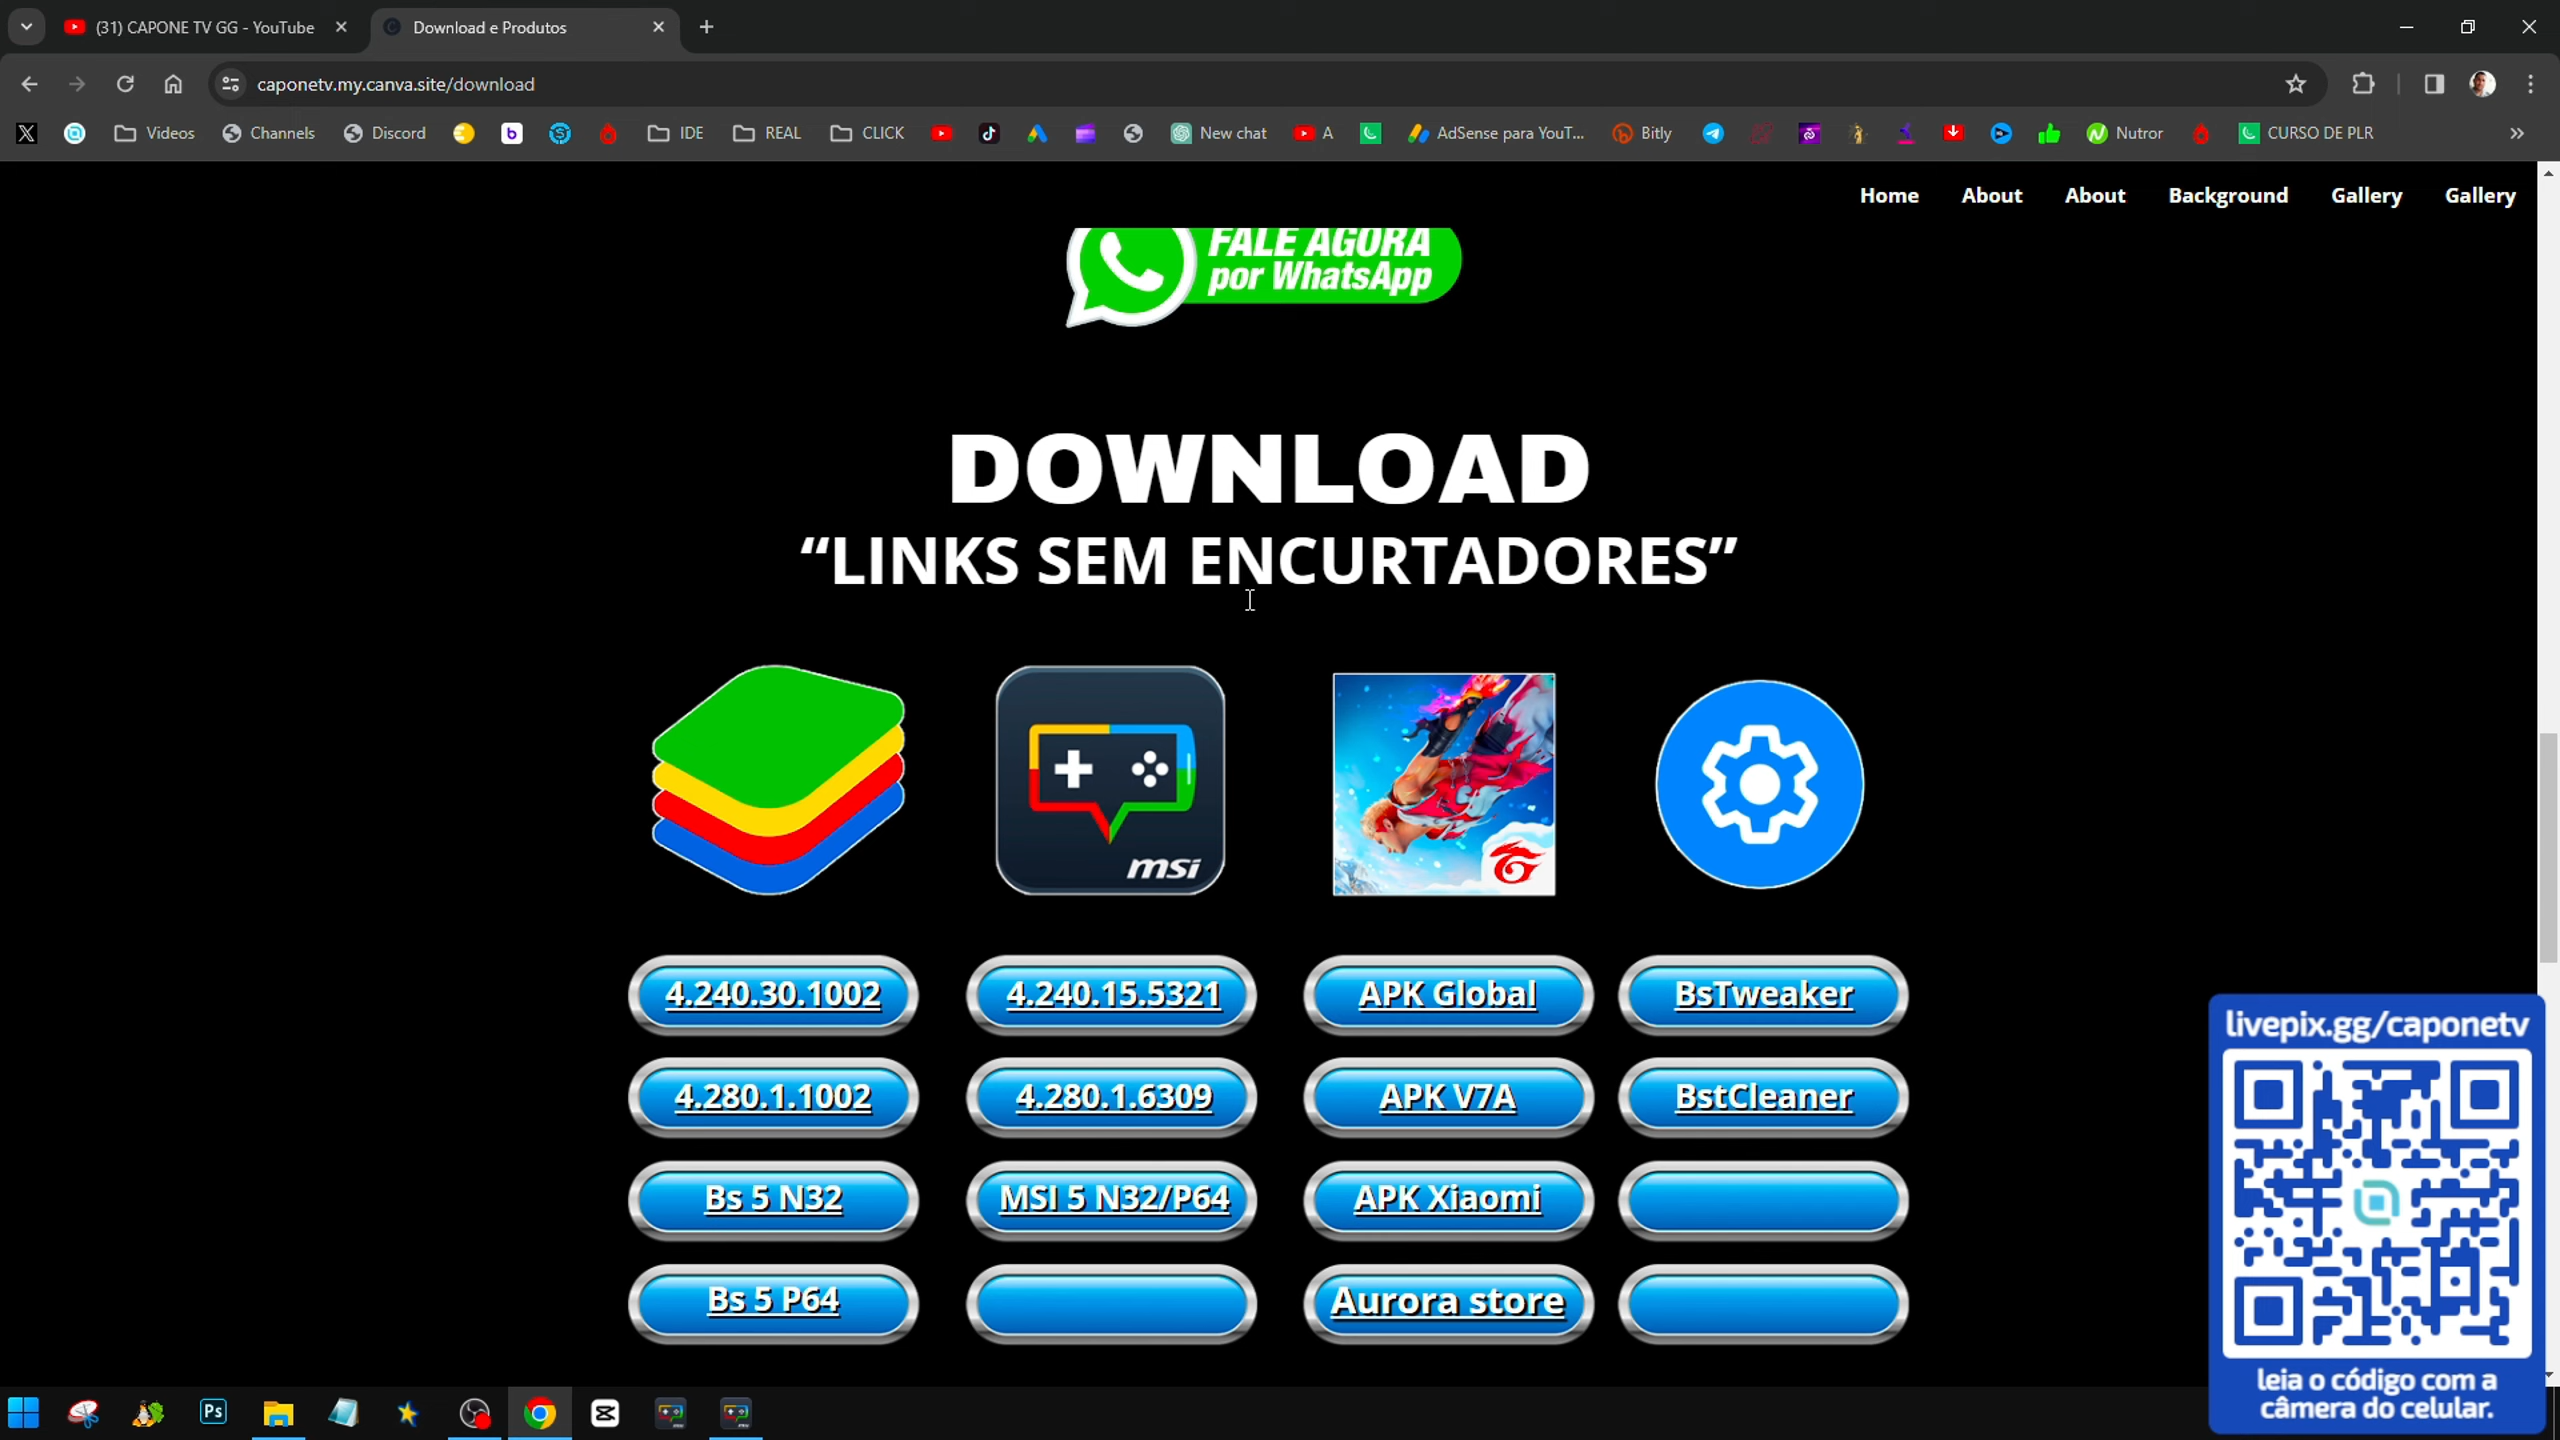 (31) CAPONE TV GG - YouTube
Download e Produtos
caponetv.my.canva.site/download
Videos
Channels
Discord
IDE
REAL
CLICK
New chat
A
AdSense para YouT...
Bitly
Nutror
CURSO DE PLR
Home
About
About
Background
Gallery
Gallery
FALE AGORA
por WhatsApp
DOWNLOAD
“LINKS SEM ENCURTADORES”
msi
4.240.30.1002
4.240.15.5321
APK Global
BsTweaker
4.280.1.1002
4.280.1.6309
APK V7A
BstCleaner
Bs 5 N32
MSI 5 N32/P64
APK Xiaomi
Bs 5 P64
Aurora store
livepix.gg/caponetv
leia o código com a
câmera do celular.
Ps